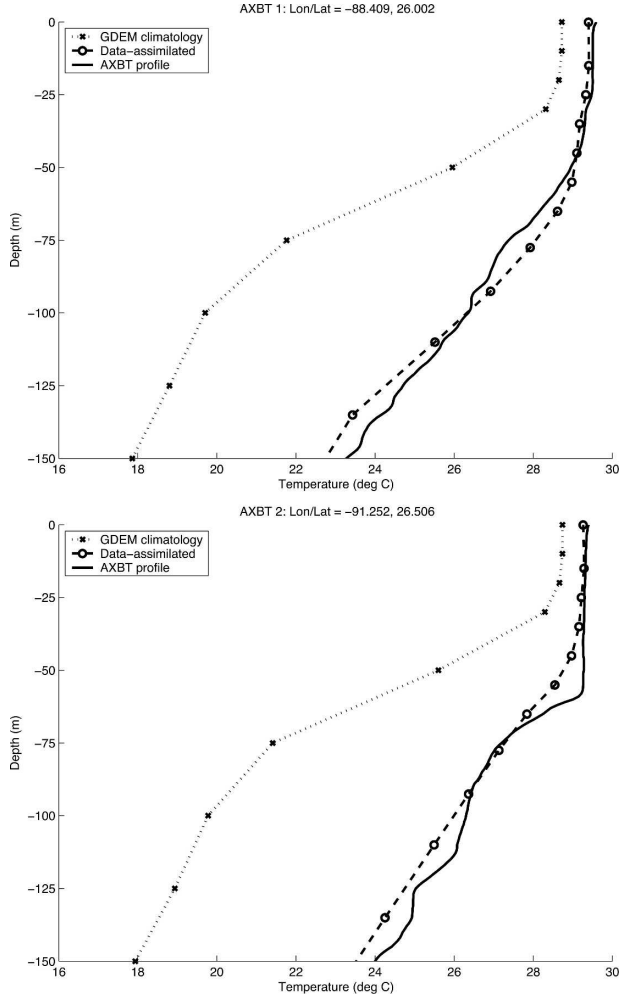 AXBT 1: Lon/Lat = −88.409, 26.002
GDEM climatology
Data−assimilated
AXBT profile
0
−25
−50
−75
−100
−125
−150
Depth (m)
16 18 20 22 24 26 28 30
Temperature (deg C)
AXBT 2: Lon/Lat = −91.252, 26.506
GDEM climatology
Data−assimilated
AXBT profile
0
−25
−50
−75
−100
−125
−150
Depth (m)
16 18 20 22 24 26 28 30
Temperature (deg C)